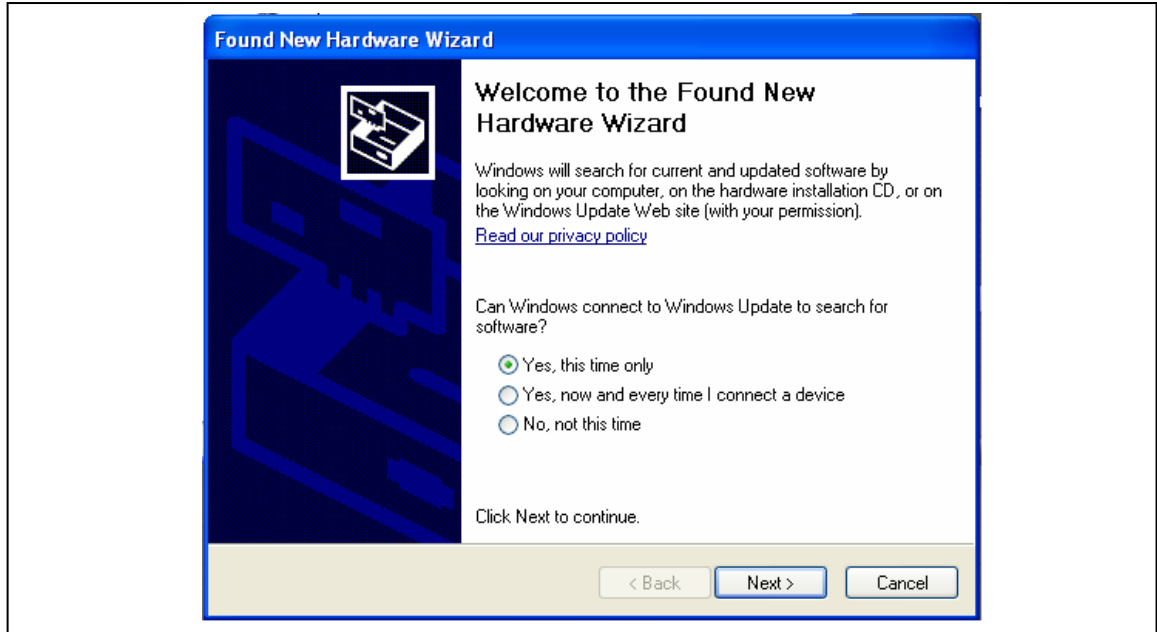 Found New Hardware Wizard
Welcome to the Found New
Hardware Wizard
Windows will search for current and updated software by
looking on your computer, on the hardware installation CD, or on
the Windows Update Web site (with your permission).
Read our privacy policy
Can Windows connect to Windows Update to search for
software?
Yes, this time only
Yes, now and every time I connect a device
No, not this time
Click Next to continue.
< Back Next > Cancel